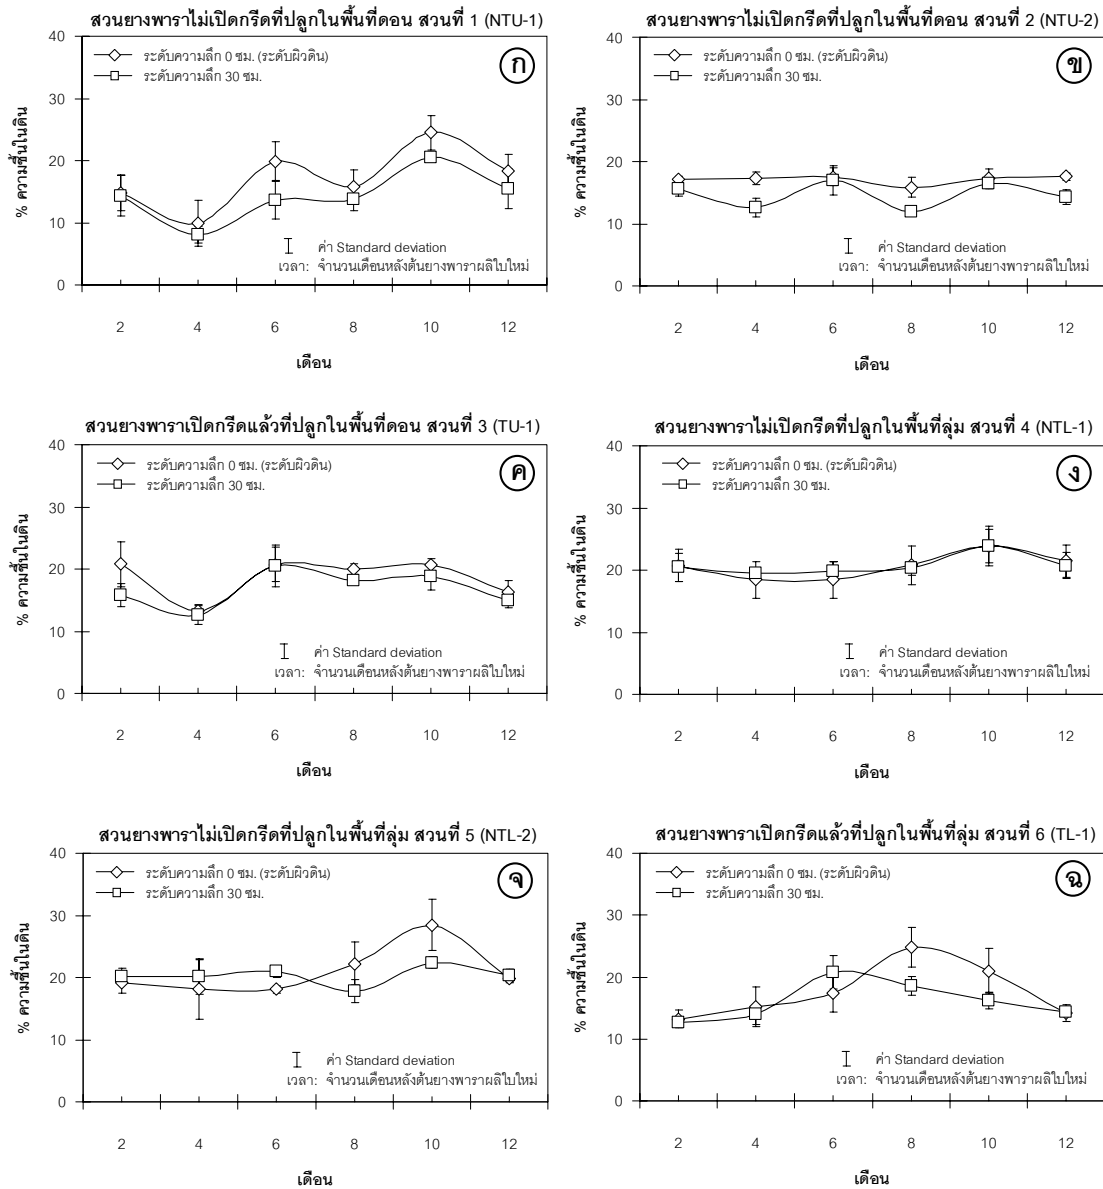 สวนยางพาราไม่เปิดกรีดที่ปลูกในพื้นที่ดอน สวนที่ 1 (NTU-1)
ระดับความลึก 0 ซม. (ระดับผิวดิน)
ระดับความลึก 30 ซม.
ก
% ความชื้นในดิน
40
30
20
10
0
ค่า Standard deviation
เวลา: จำนวนเดือนหลังต้นยางพาราผลิใบใหม่
2 4 6 8 10 12
เดือน
สวนยางพาราไม่เปิดกรีดที่ปลูกในพื้นที่ดอน สวนที่ 2 (NTU-2)
ระดับความลึก 0 ซม. (ระดับผิวดิน)
ระดับความลึก 30 ซม.
ข
% ความชื้นในดิน
40
30
20
10
0
ค่า Standard deviation
เวลา: จำนวนเดือนหลังต้นยางพาราผลิใบใหม่
2 4 6 8 10 12
เดือน
สวนยางพาราเปิดกรีดแล้วที่ปลูกในพื้นที่ดอน สวนที่ 3 (TU-1)
ระดับความลึก 0 ซม. (ระดับผิวดิน)
ระดับความลึก 30 ซม.
ค
% ความชื้นในดิน
40
30
20
10
0
ค่า Standard deviation
เวลา: จำนวนเดือนหลังต้นยางพาราผลิใบใหม่
2 4 6 8 10 12
เดือน
สวนยางพาราไม่เปิดกรีดที่ปลูกในพื้นที่ลุ่ม สวนที่ 4 (NTL-1)
ระดับความลึก 0 ซม. (ระดับผิวดิน)
ระดับความลึก 30 ซม.
ง
% ความชื้นในดิน
40
30
20
10
0
ค่า Standard deviation
เวลา: จำนวนเดือนหลังต้นยางพาราผลิใบใหม่
2 4 6 8 10 12
เดือน
สวนยางพาราไม่เปิดกรีดที่ปลูกในพื้นที่ลุ่ม สวนที่ 5 (NTL-2)
ระดับความลึก 0 ซม. (ระดับผิวดิน)
ระดับความลึก 30 ซม.
จ
% ความชื้นในดิน
40
30
20
10
0
ค่า Standard deviation
เวลา: จำนวนเดือนหลังต้นยางพาราผลิใบใหม่
2 4 6 8 10 12
เดือน
สวนยางพาราเปิดกรีดแล้วที่ปลูกในพื้นที่ลุ่ม สวนที่ 6 (TL-1)
ระดับความลึก 0 ซม. (ระดับผิวดิน)
ระดับความลึก 30 ซม.
ฉ
% ความชื้นในดิน
40
30
20
10
0
ค่า Standard deviation
เวลา: จำนวนเดือนหลังต้นยางพาราผลิใบใหม่
2 4 6 8 10 12
เดือน